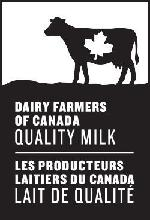 DAIRY FARMERS
OF CANADA
QUALITY MILK
LES PRODUCTEURS
LAITIERS DU CANADA
LAIT DE QUALITÉ